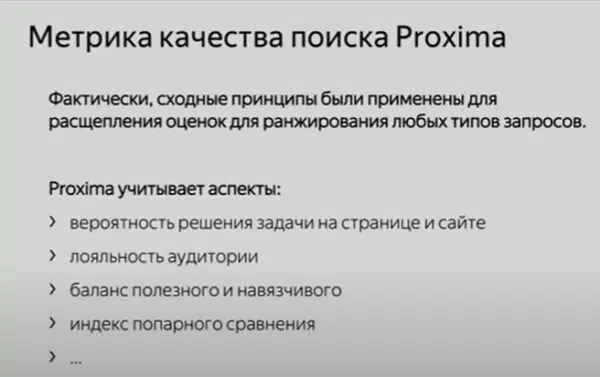 Метрика качества поиска Proxima
Фактически, сходные принципы были применены для
расщепления оценок для ранжирования любых типов запросов.
Proxima учитывает аспекты:
› вероятность решения задачи на странице и сайте
› лояльность аудитории
› баланс полезного и навязчивого
› индекс попарного сравнения
› ...